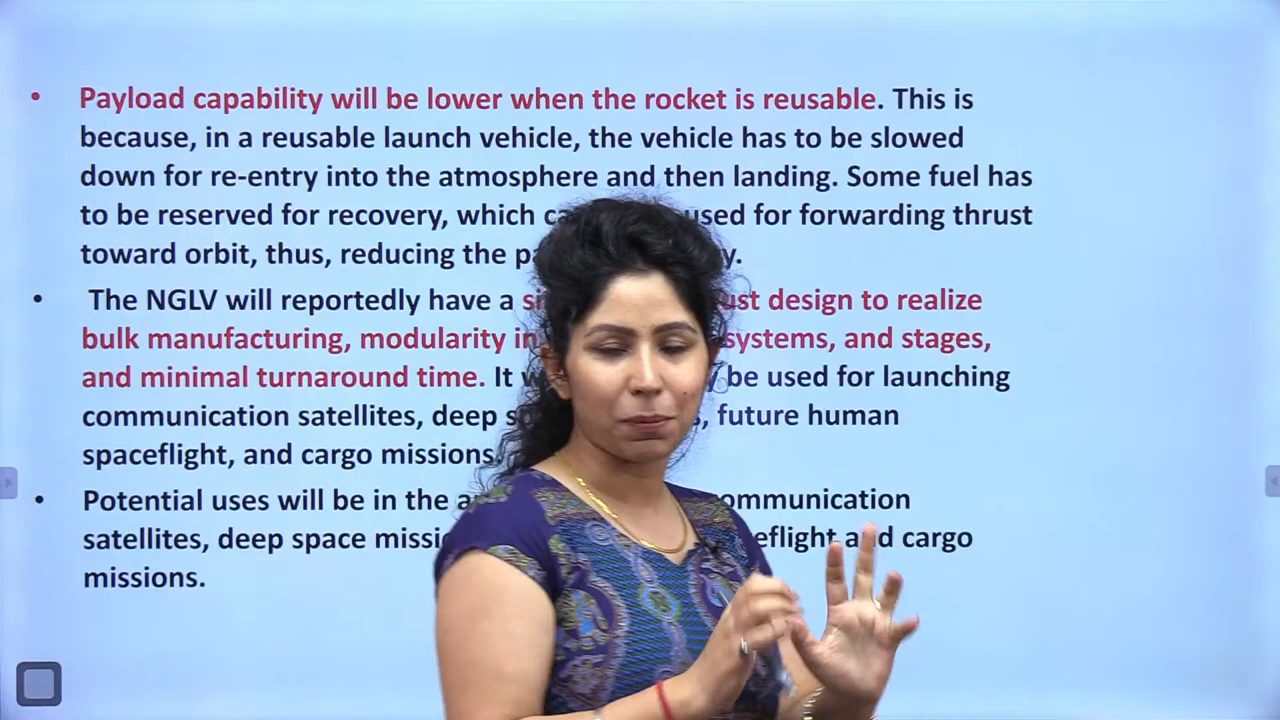 • Payload capability will be lower when the rocket is reusable. This is
because, in a reusable launch vehicle, the vehicle has to be slowed
down for re-entry into the atmosphere and then landing. Some fuel has
to be reserved for recovery, which used for forwarding thrust
toward orbit, thus, reducing the
• The NGLV will reportedly have a design to realize
bulk manufacturing, modularity in systems, and stages,
and minimal turnaround time. It be used for launching
communication satellites, deep future human
spaceflight, and cargo missions.
• Potential uses will be in the
satellites, deep space and cargo
missions.